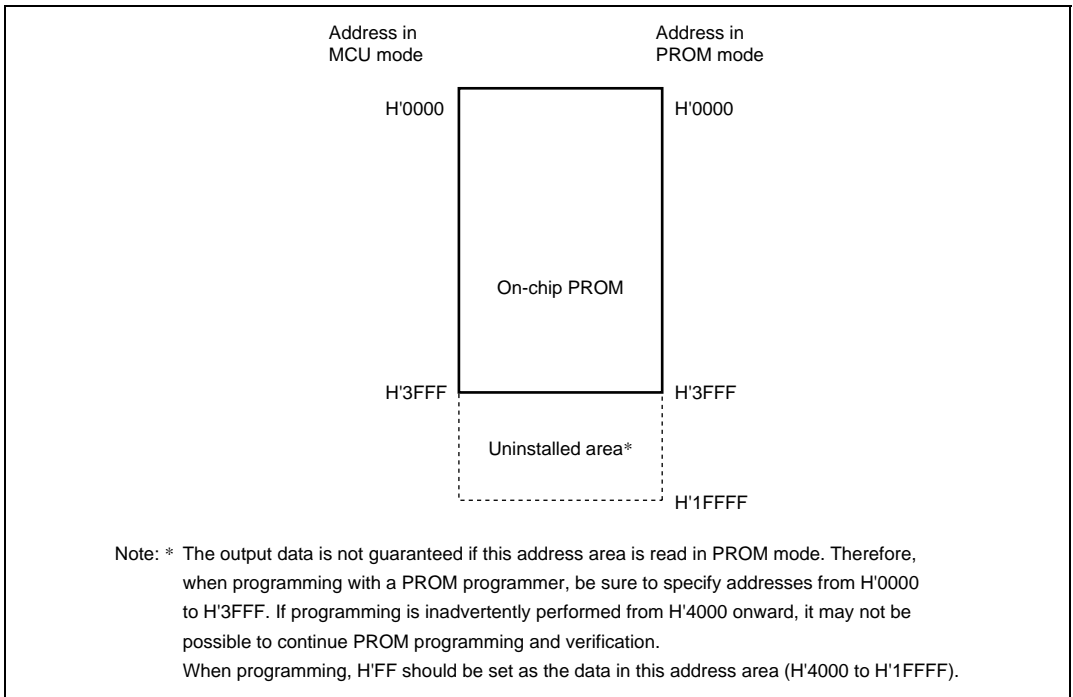 Address in
MCU mode
Address in
PROM mode
H'0000
H'0000
On-chip PROM
H'3FFF
H'3FFF
Uninstalled area*
H'1FFFF
Note: * The output data is not guaranteed if this address area is read in PROM mode. Therefore,
when programming with a PROM programmer, be sure to specify addresses from H'0000
to H'3FFF. If programming is inadvertently performed from H'4000 onward, it may not be
possible to continue PROM programming and verification.
When programming, H'FF should be set as the data in this address area (H'4000 to H'1FFFF).